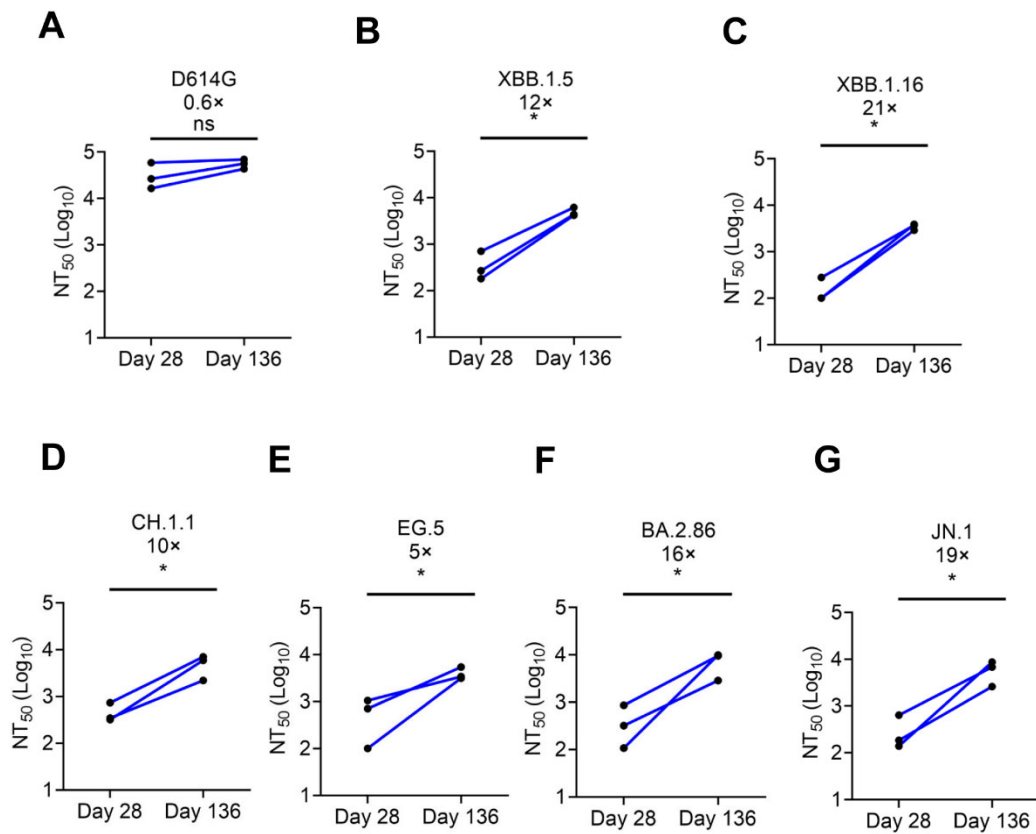 A
D614G
0.6×
ns
5
4
3
2
1
NT50 (Log10)
Day 28 Day 136
B
XBB.1.5
12×
*
5
4
3
2
1
NT50 (Log10)
Day 28 Day 136
C
XBB.1.16
21×
*
5
4
3
2
1
NT50 (Log10)
Day 28 Day 136
D
CH.1.1
10×
*
5
4
3
2
1
NT50 (Log10)
Day 28 Day 136
E
EG.5
5×
*
5
4
3
2
1
NT50 (Log10)
Day 28 Day 136
F
BA.2.86
16×
*
5
4
3
2
1
NT50 (Log10)
Day 28 Day 136
G
JN.1
19×
*
5
4
3
2
1
NT50 (Log10)
Day 28 Day 136